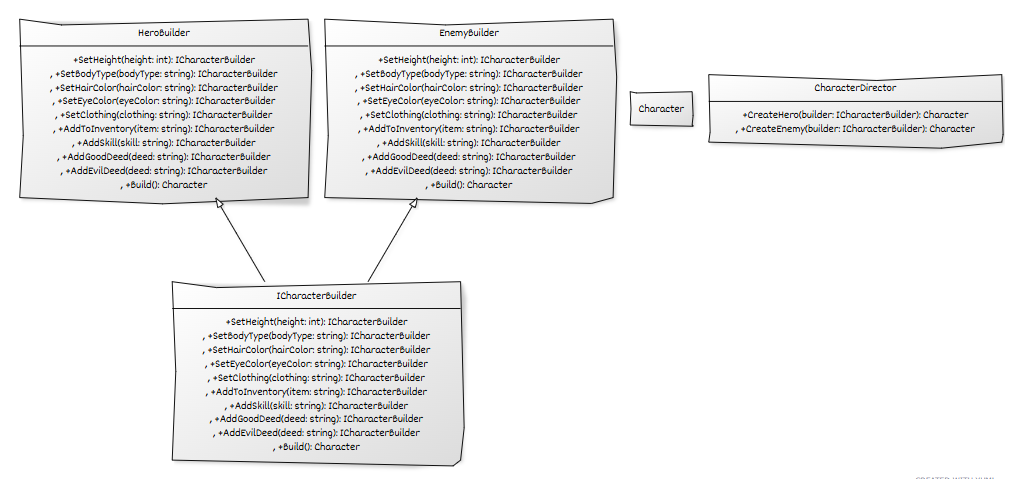 HeroBuilder
+SetHeight(height: int): ICharacterBuilder
, +SetBodyType(bodyType: string): ICharacterBuilder
, +SetHairColor(hairColor: string): ICharacterBuilder
, +SetEyeColor(eyeColor: string): ICharacterBuilder
, +SetClothing(clothing: string): ICharacterBuilder
, +AddToInventory(item: string): ICharacterBuilder
, +AddSkill(skill: string): ICharacterBuilder
, +AddGoodDeed(deed: string): ICharacterBuilder
, +AddEvilDeed(deed: string): ICharacterBuilder
, +Build(): Character
EnemyBuilder
+SetHeight(height: int): ICharacterBuilder
, +SetBodyType(bodyType: string): ICharacterBuilder
, +SetHairColor(hairColor: string): ICharacterBuilder
, +SetEyeColor(eyeColor: string): ICharacterBuilder
, +SetClothing(clothing: string): ICharacterBuilder
, +AddToInventory(item: string): ICharacterBuilder
, +AddSkill(skill: string): ICharacterBuilder
, +AddGoodDeed(deed: string): ICharacterBuilder
, +AddEvilDeed(deed: string): ICharacterBuilder
, +Build(): Character
Character
CharacterDirector
+CreateHero(builder: ICharacterBuilder): Character
, +CreateEnemy(builder: ICharacterBuilder): Character
ICharacterBuilder
+SetHeight(height: int): ICharacterBuilder
, +SetBodyType(bodyType: string): ICharacterBuilder
, +SetHairColor(hairColor: string): ICharacterBuilder
, +SetEyeColor(eyeColor: string): ICharacterBuilder
, +SetClothing(clothing: string): ICharacterBuilder
, +AddToInventory(item: string): ICharacterBuilder
, +AddSkill(skill: string): ICharacterBuilder
, +AddGoodDeed(deed: string): ICharacterBuilder
, +AddEvilDeed(deed: string): ICharacterBuilder
, +Build(): Character
CREATED WITH YUML